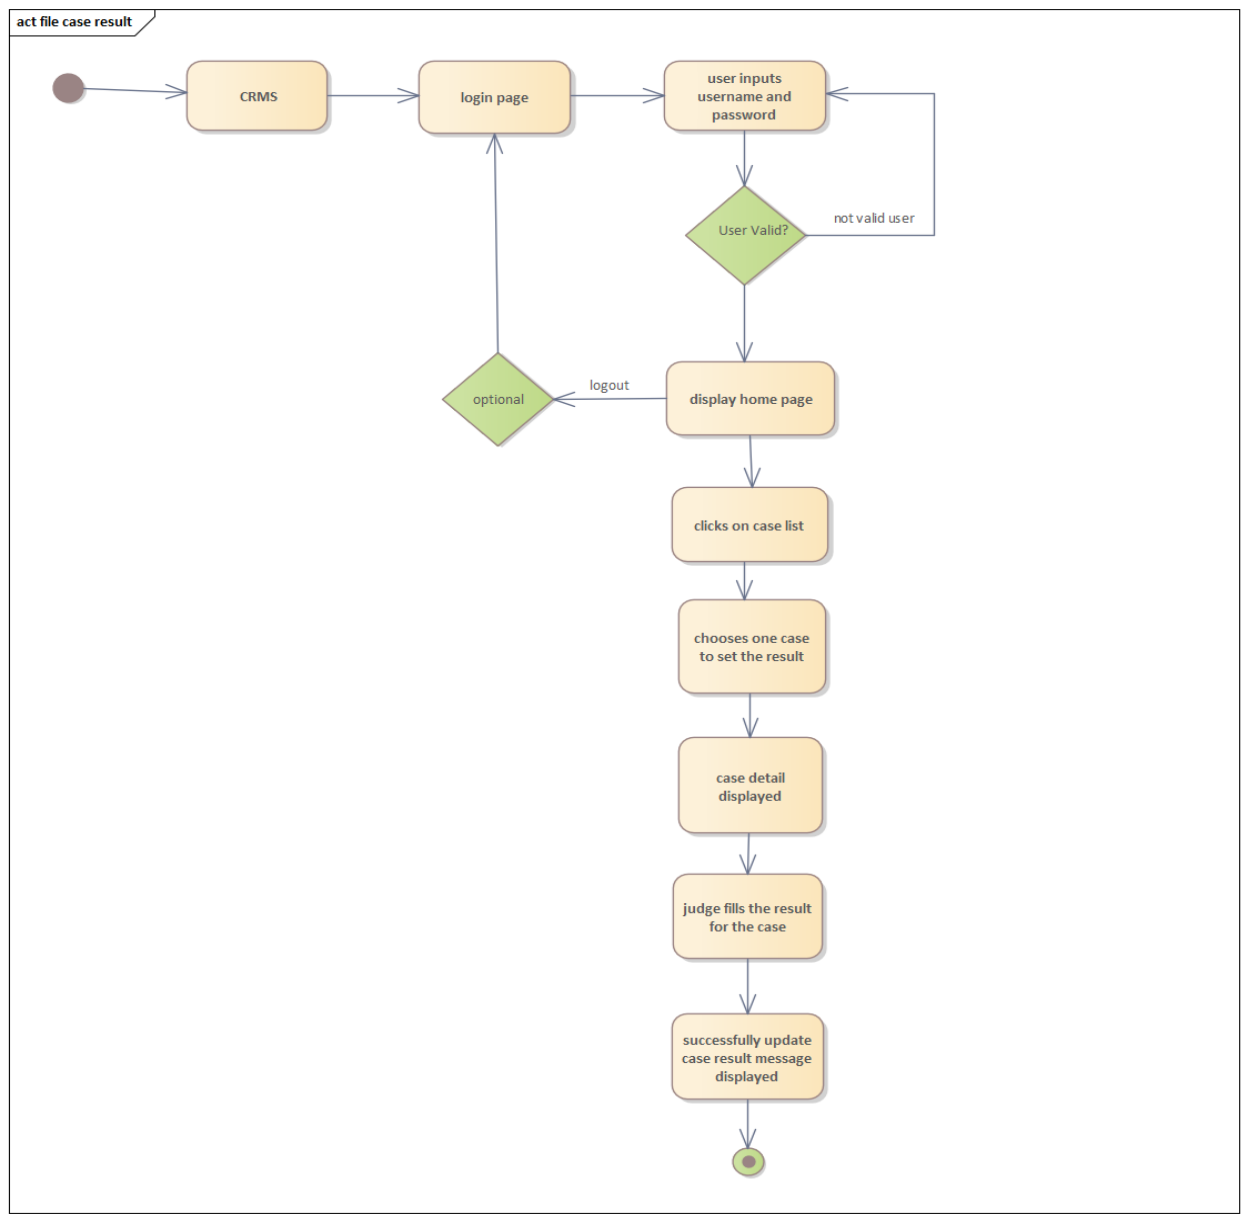 act file case result
CRMS
login page
user inputs
username and
password
User Valid?
not valid user
optional
logout
display home page
clicks on case list
chooses one case
to set the result
case detail
displayed
judge fills the result
for the case
successfully update
case result message
displayed